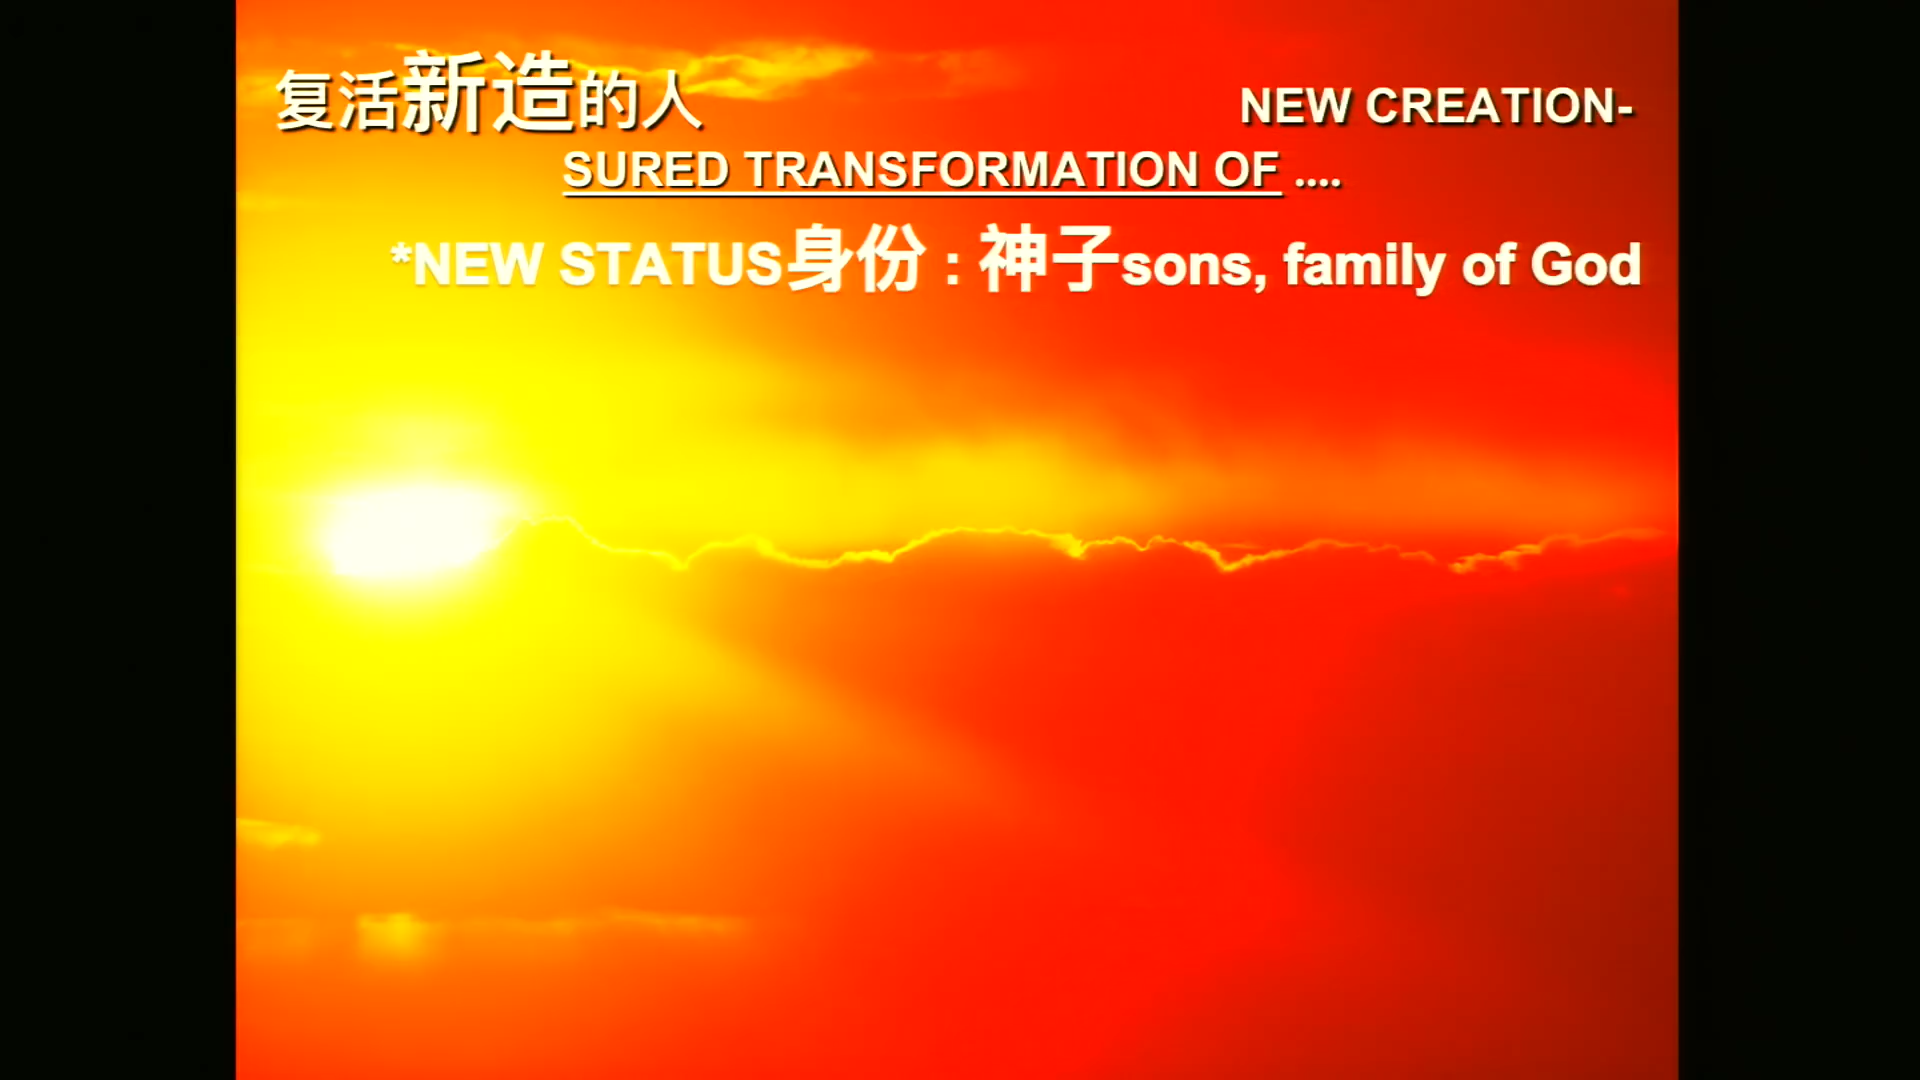 复活新造的人 NEW CREATION-
SURED TRANSFORMATION OF ....
*NEW STATUS身份 : 神子sons, family of God